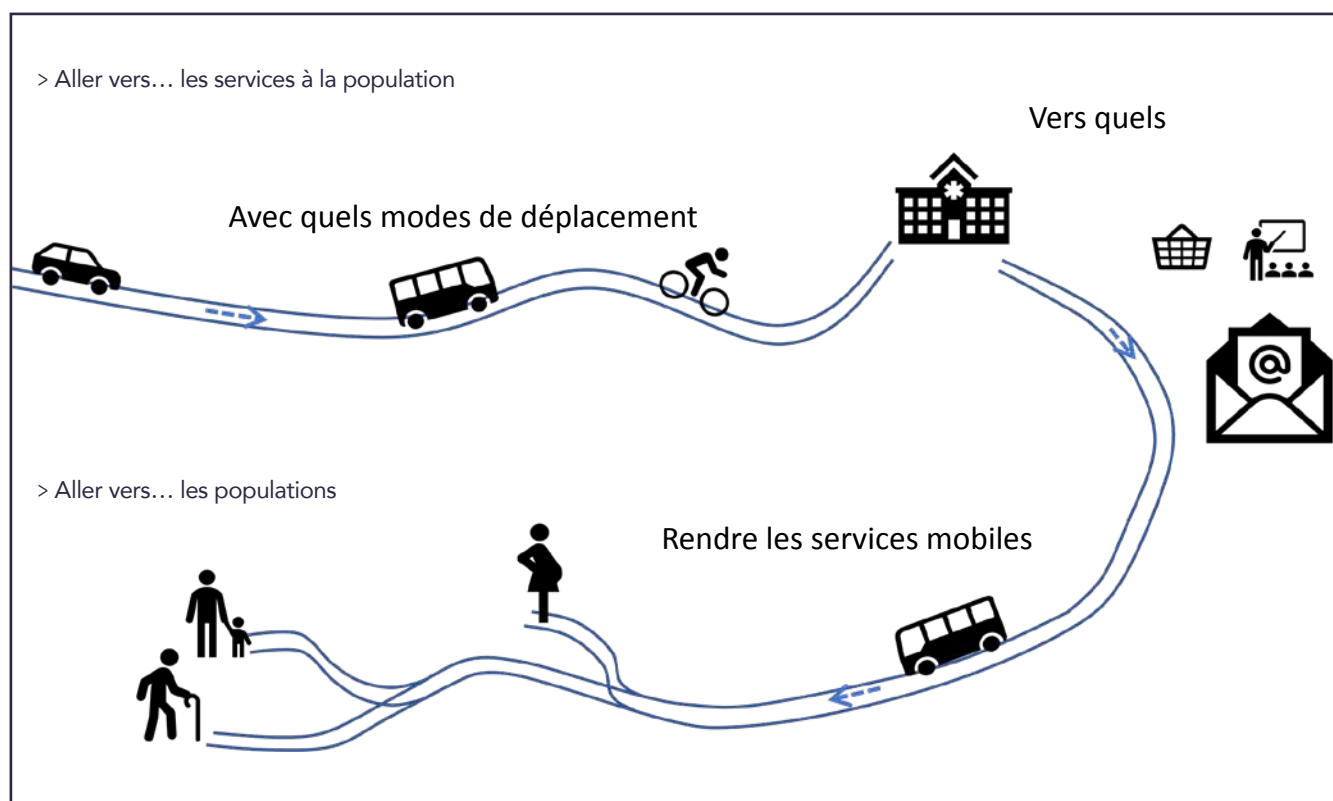 > Aller vers… les services à la population
Vers quels
Avec quels modes de déplacement
@
> Aller vers… les populations
Rendre les services mobiles